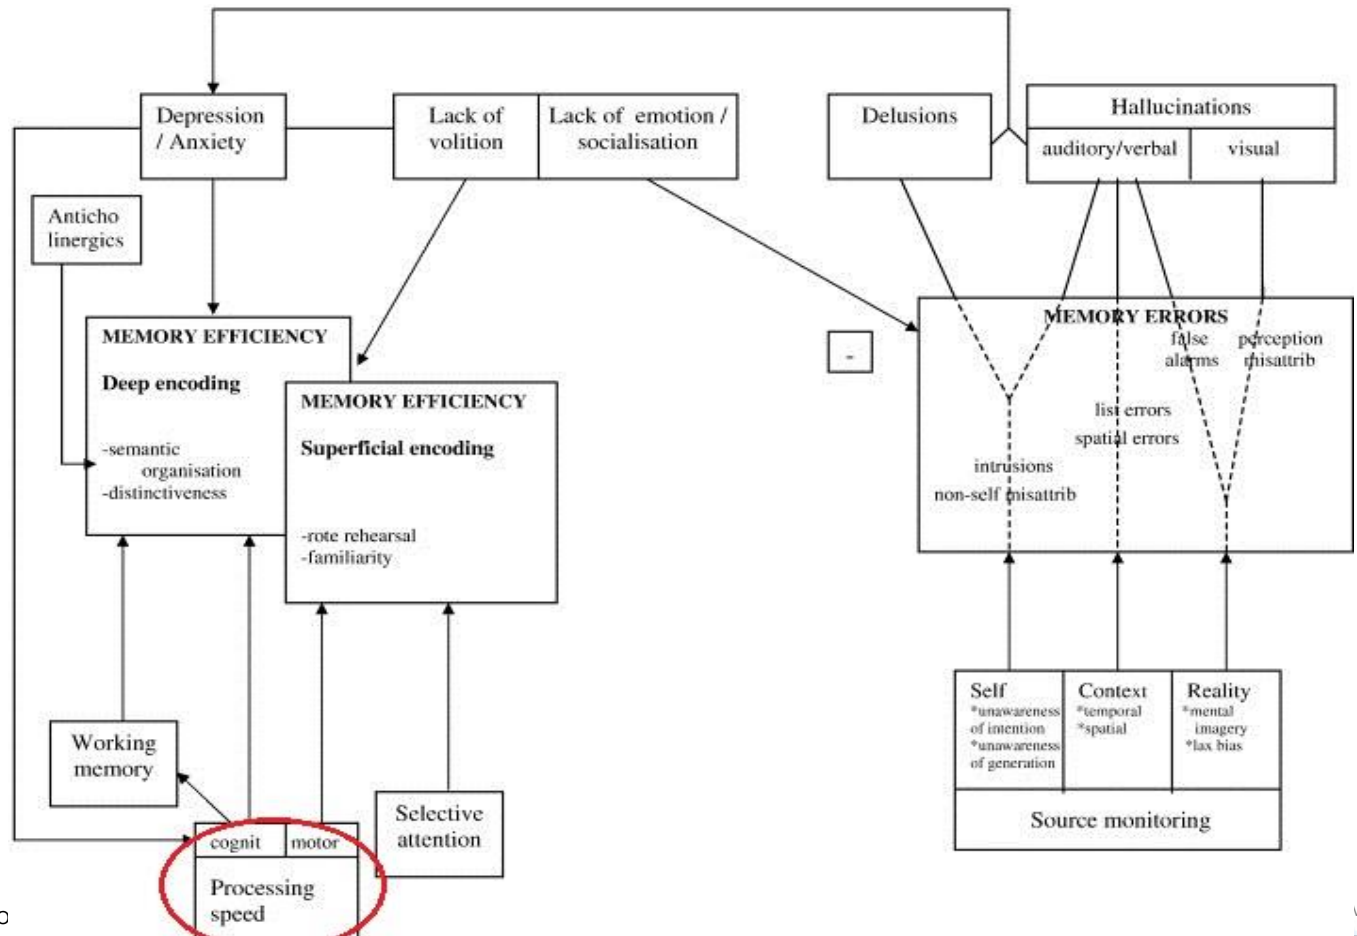 Depression
/ Anxiety
Lack of
volition
Lack of emotion /
socialisation
Delusions
Hallucinations
auditory/verbal
visual
Anticho
linergics
MEMORY EFFICIENCY
Deep encoding
-semantic
organisation
-distinctiveness
MEMORY EFFICIENCY
Superficial encoding
-rote rehearsal
-familiarity
-
MEMORY ERRORS
false
alarms
perception
misattrib
list errors
spatial errors
intrusions
non-self misattrib
Working
memory
cognit
motor
Processing
speed
Selective
attention
Self
*unawareness
of intention
*unawareness
of generation
Context
*temporal
*spatial
Reality
*mental
imagery
*lax bias
Source monitoring